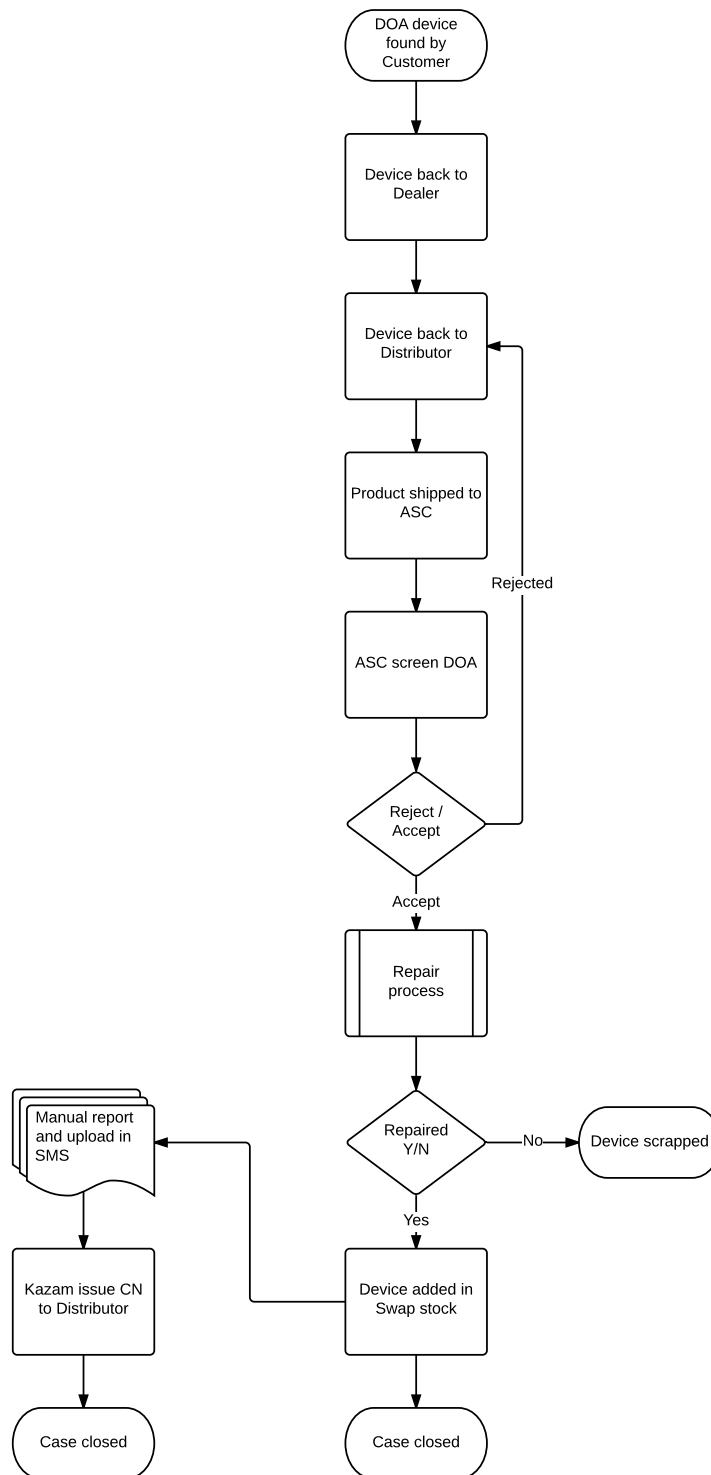 DOA device
found by
Customer
Device back to
Dealer
Device back to
Distributor
Product shipped to
ASC
Rejected
ASC screen DOA
Reject /
Accept
Accept
Repair
process
Manual report
and upload in
SMS
Repaired
Y/N
No
Device scrapped
Yes
Kazam issue CN
to Distributor
Device added in
Swap stock
Case closed
Case closed